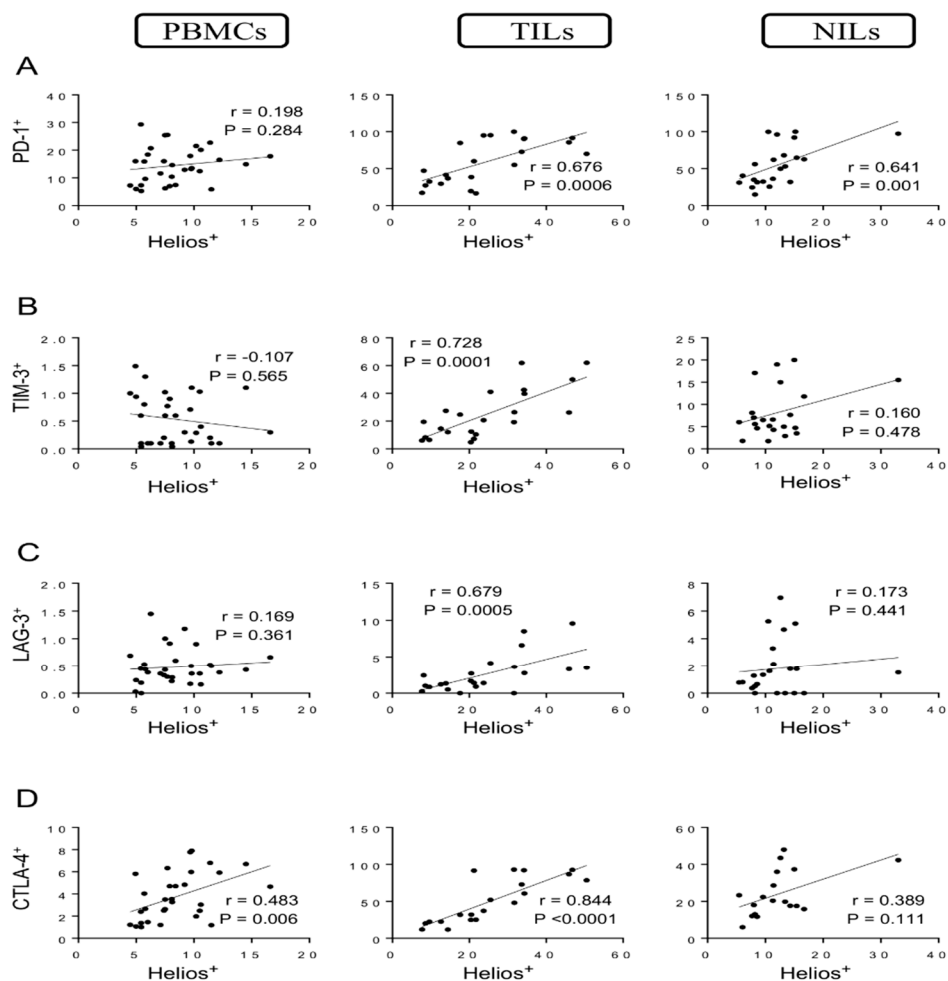 PBMCs TILs NILs
A
PD-1+
40 30 20 10 0
0 5 10 15 20
Helios+
r = 0.198
P = 0.284
150 100 50 0
0 20 40 60
Helios+
r = 0.676
P = 0.0006
150 100 50 0
0 10 20 30 40
Helios+
r = 0.641
P = 0.001
B
TIM-3+
2.0 1.5 1.0 0.5 0.0
0 5 10 15 20
Helios+
r = -0.107
P = 0.565
80 60 40 20 0
0 20 40 60
Helios+
r = 0.728
P = 0.0001
25 20 15 10 5 0
0 10 20 30 40
Helios+
r = 0.160
P = 0.478
C
LAG-3+
2.0 1.5 1.0 0.5 0.0
0 5 10 15 20
Helios+
r = 0.169
P = 0.361
15 10 5 0
0 20 40 60
Helios+
r = 0.679
P = 0.0005
8 6 4 2 0
0 10 20 30 40
Helios+
r = 0.173
P = 0.441
D
CTLA-4+
10 8 6 4 2 0
0 5 10 15 20
Helios+
r = 0.483
P = 0.006
150 100 50 0
0 20 40 60
Helios+
r = 0.844
P <0.0001
60 40 20 0
0 10 20 30 40
Helios+
r = 0.389
P = 0.111